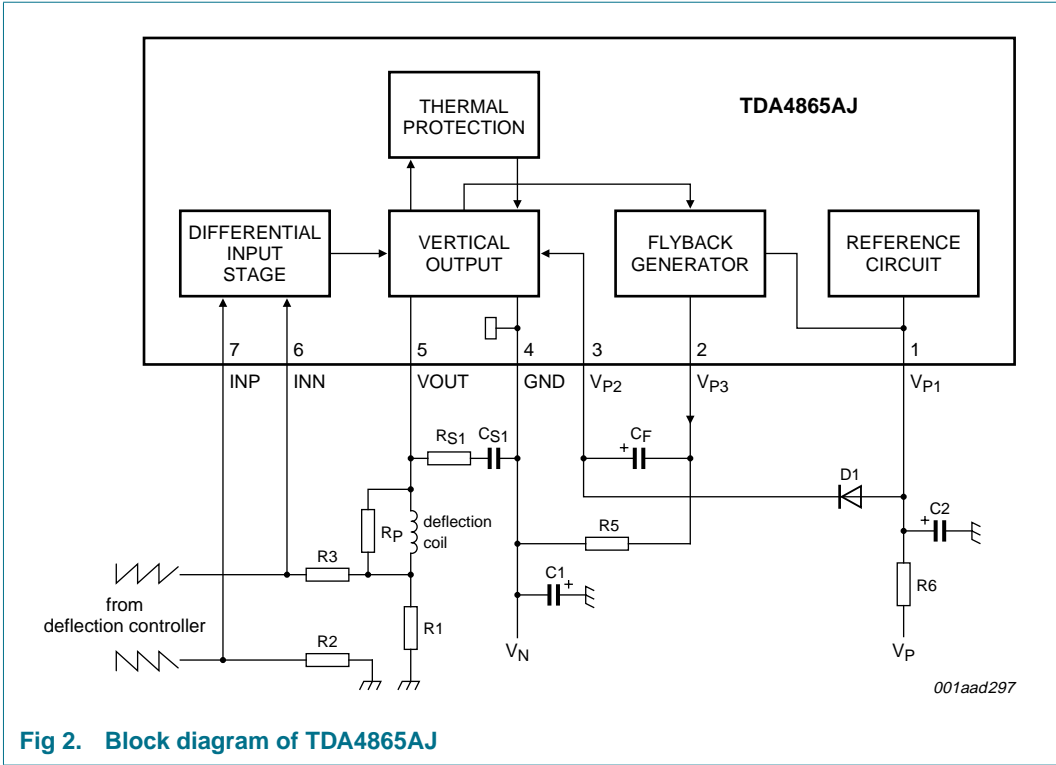 TDA4865AJ
THERMAL
PROTECTION
DIFFERENTIAL
INPUT
STAGE
VERTICAL
OUTPUT
FLYBACK
GENERATOR
REFERENCE
CIRCUIT
7 6 5 4 3 2 1
INP INN VOUT GND VP2 VP3 VP1
RS1 CS1 + CF
D1
+ C2
RP deflection
coil
R5
R3
C1 +
R6
from
deflection controller
R1
R2
VN
VP
001aad297
Fig 2. Block diagram of TDA4865AJ